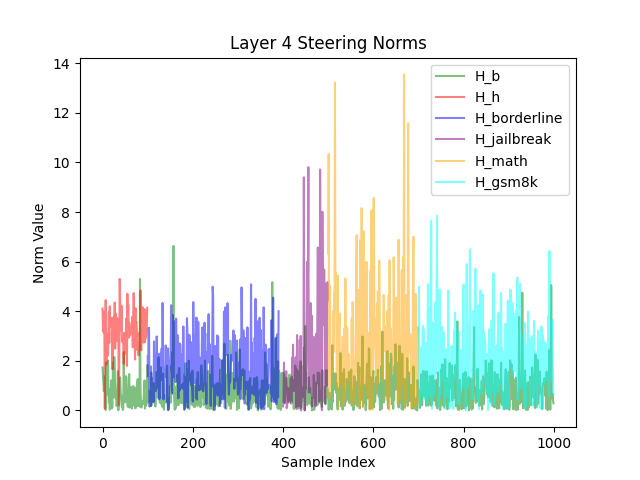 Layer 4 Steering Norms
H_b
H_h
H_borderline
H_jailbreak
H_math
H_gsm8k
Norm Value
14
12
10
8
6
4
2
0
0 200 400 600 800 1000
Sample Index